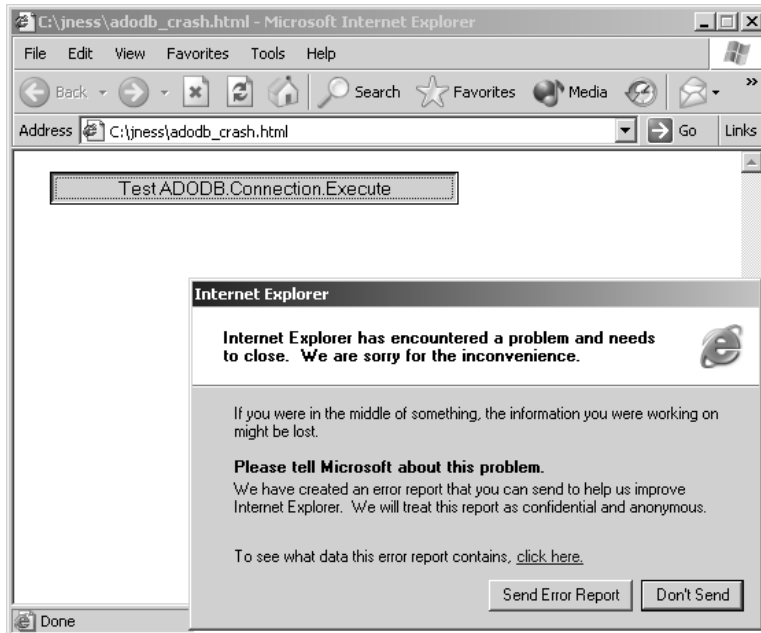 C:\jness\adodb_crash.html - Microsoft Internet Explorer
File Edit View Favorites Tools Help
Back Search Favorites Media »
Address C:\jness\adodb_crash.html Go Links
Test ADODB.Connection.Execute
Internet Explorer
Internet Explorer has encountered a problem and needs
to close. We are sorry for the inconvenience.
If you were in the middle of something, the information you were working on
might be lost.
Please tell Microsoft about this problem.
We have created an error report that you can send to help us improve
Internet Explorer. We will treat this report as confidential and anonymous.
To see what data this error report contains, click here.
Send Error Report Don't Send
Done